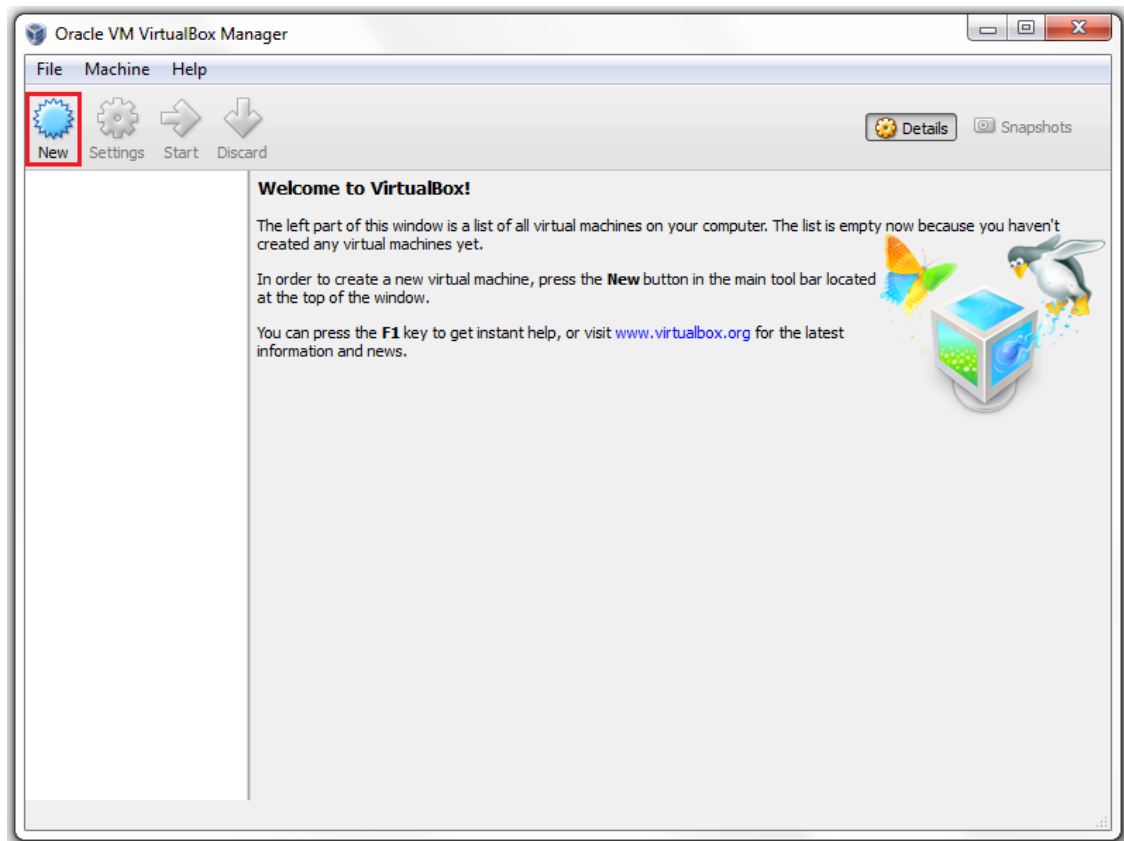 Oracle VM VirtualBox Manager
File Machine Help
New Settings Start Discard
Details Snapshots
Welcome to VirtualBox!
The left part of this window is a list of all virtual machines on your computer. The list is empty now because you haven't
created any virtual machines yet.
In order to create a new virtual machine, press the New button in the main tool bar located
at the top of the window.
You can press the F1 key to get instant help, or visit www.virtualbox.org for the latest
information and news.